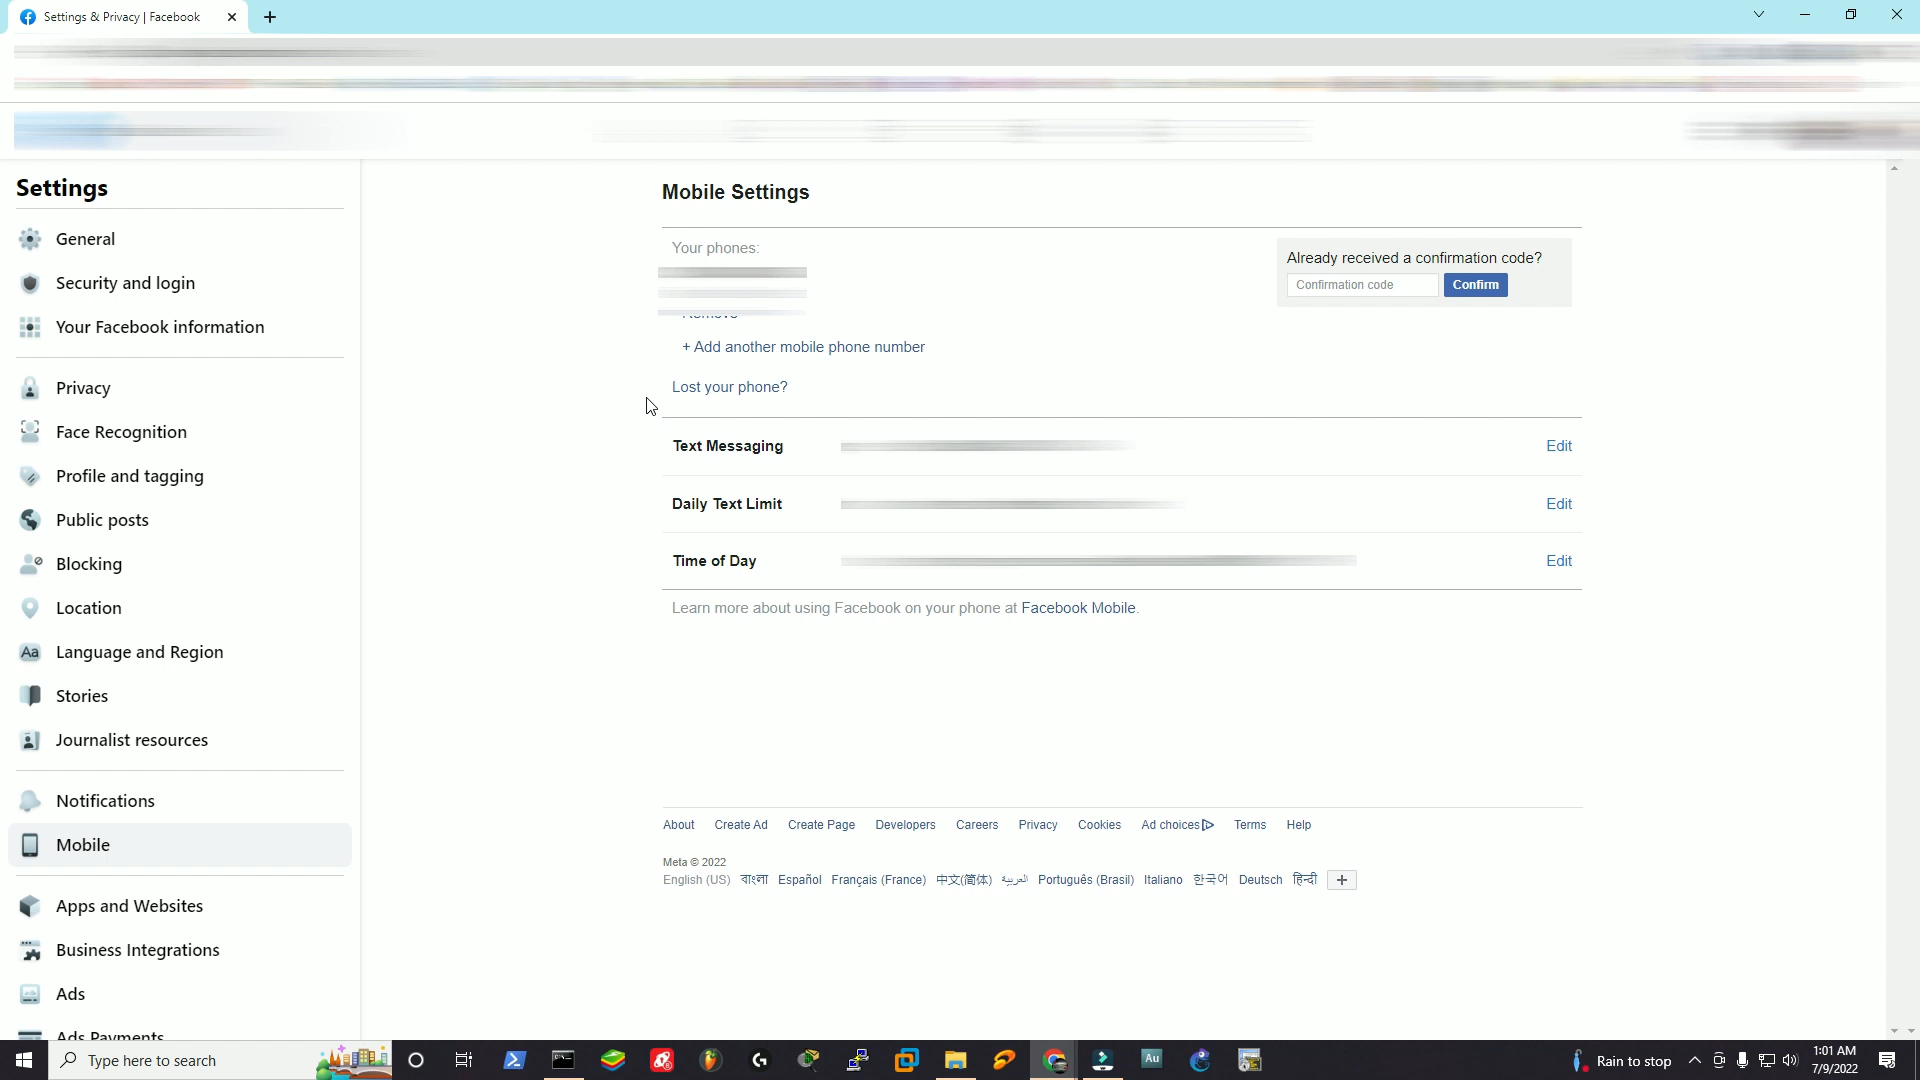 Settings & Privacy | Facebook
Settings
General
Security and login
Your Facebook information
Privacy
Face Recognition
Profile and tagging
Public posts
Blocking
Location
Aa Language and Region
Stories
Journalist resources
Notifications
Mobile
Apps and Websites
Business Integrations
Ads
Ads Payments
Mobile Settings
Your phones:
Remove
+ Add another mobile phone number
Lost your phone?
Already received a confirmation code?
Confirmation code Confirm
Text Messaging Edit
Daily Text Limit Edit
Time of Day Edit
Learn more about using Facebook on your phone at Facebook Mobile.
About Create Ad Create Page Developers Careers Privacy Cookies Ad choices Terms Help
Meta © 2022
English (US) বাংলা Español Français (France) 中文(简体) العربية Português (Brasil) Italiano 한국어 Deutsch हिन्दी +
Type here to search Au Rain to stop 1:01 AM
7/9/2022